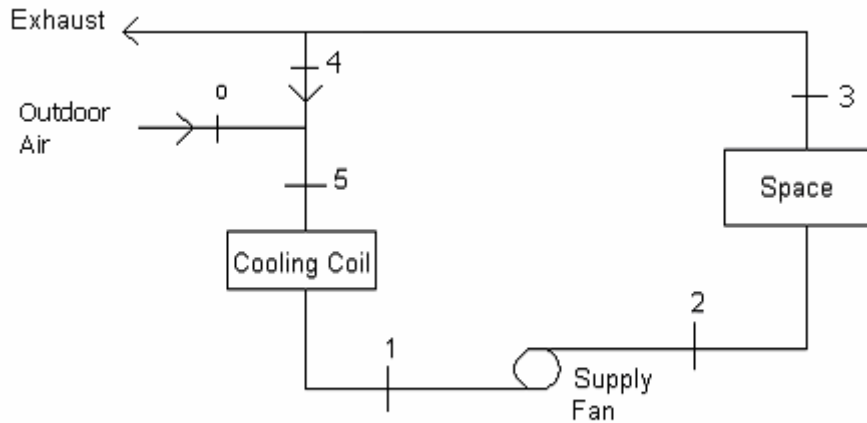 Exhaust
4
o
Outdoor
Air
3
5
Space
Cooling Coil
2
1
Supply
Fan